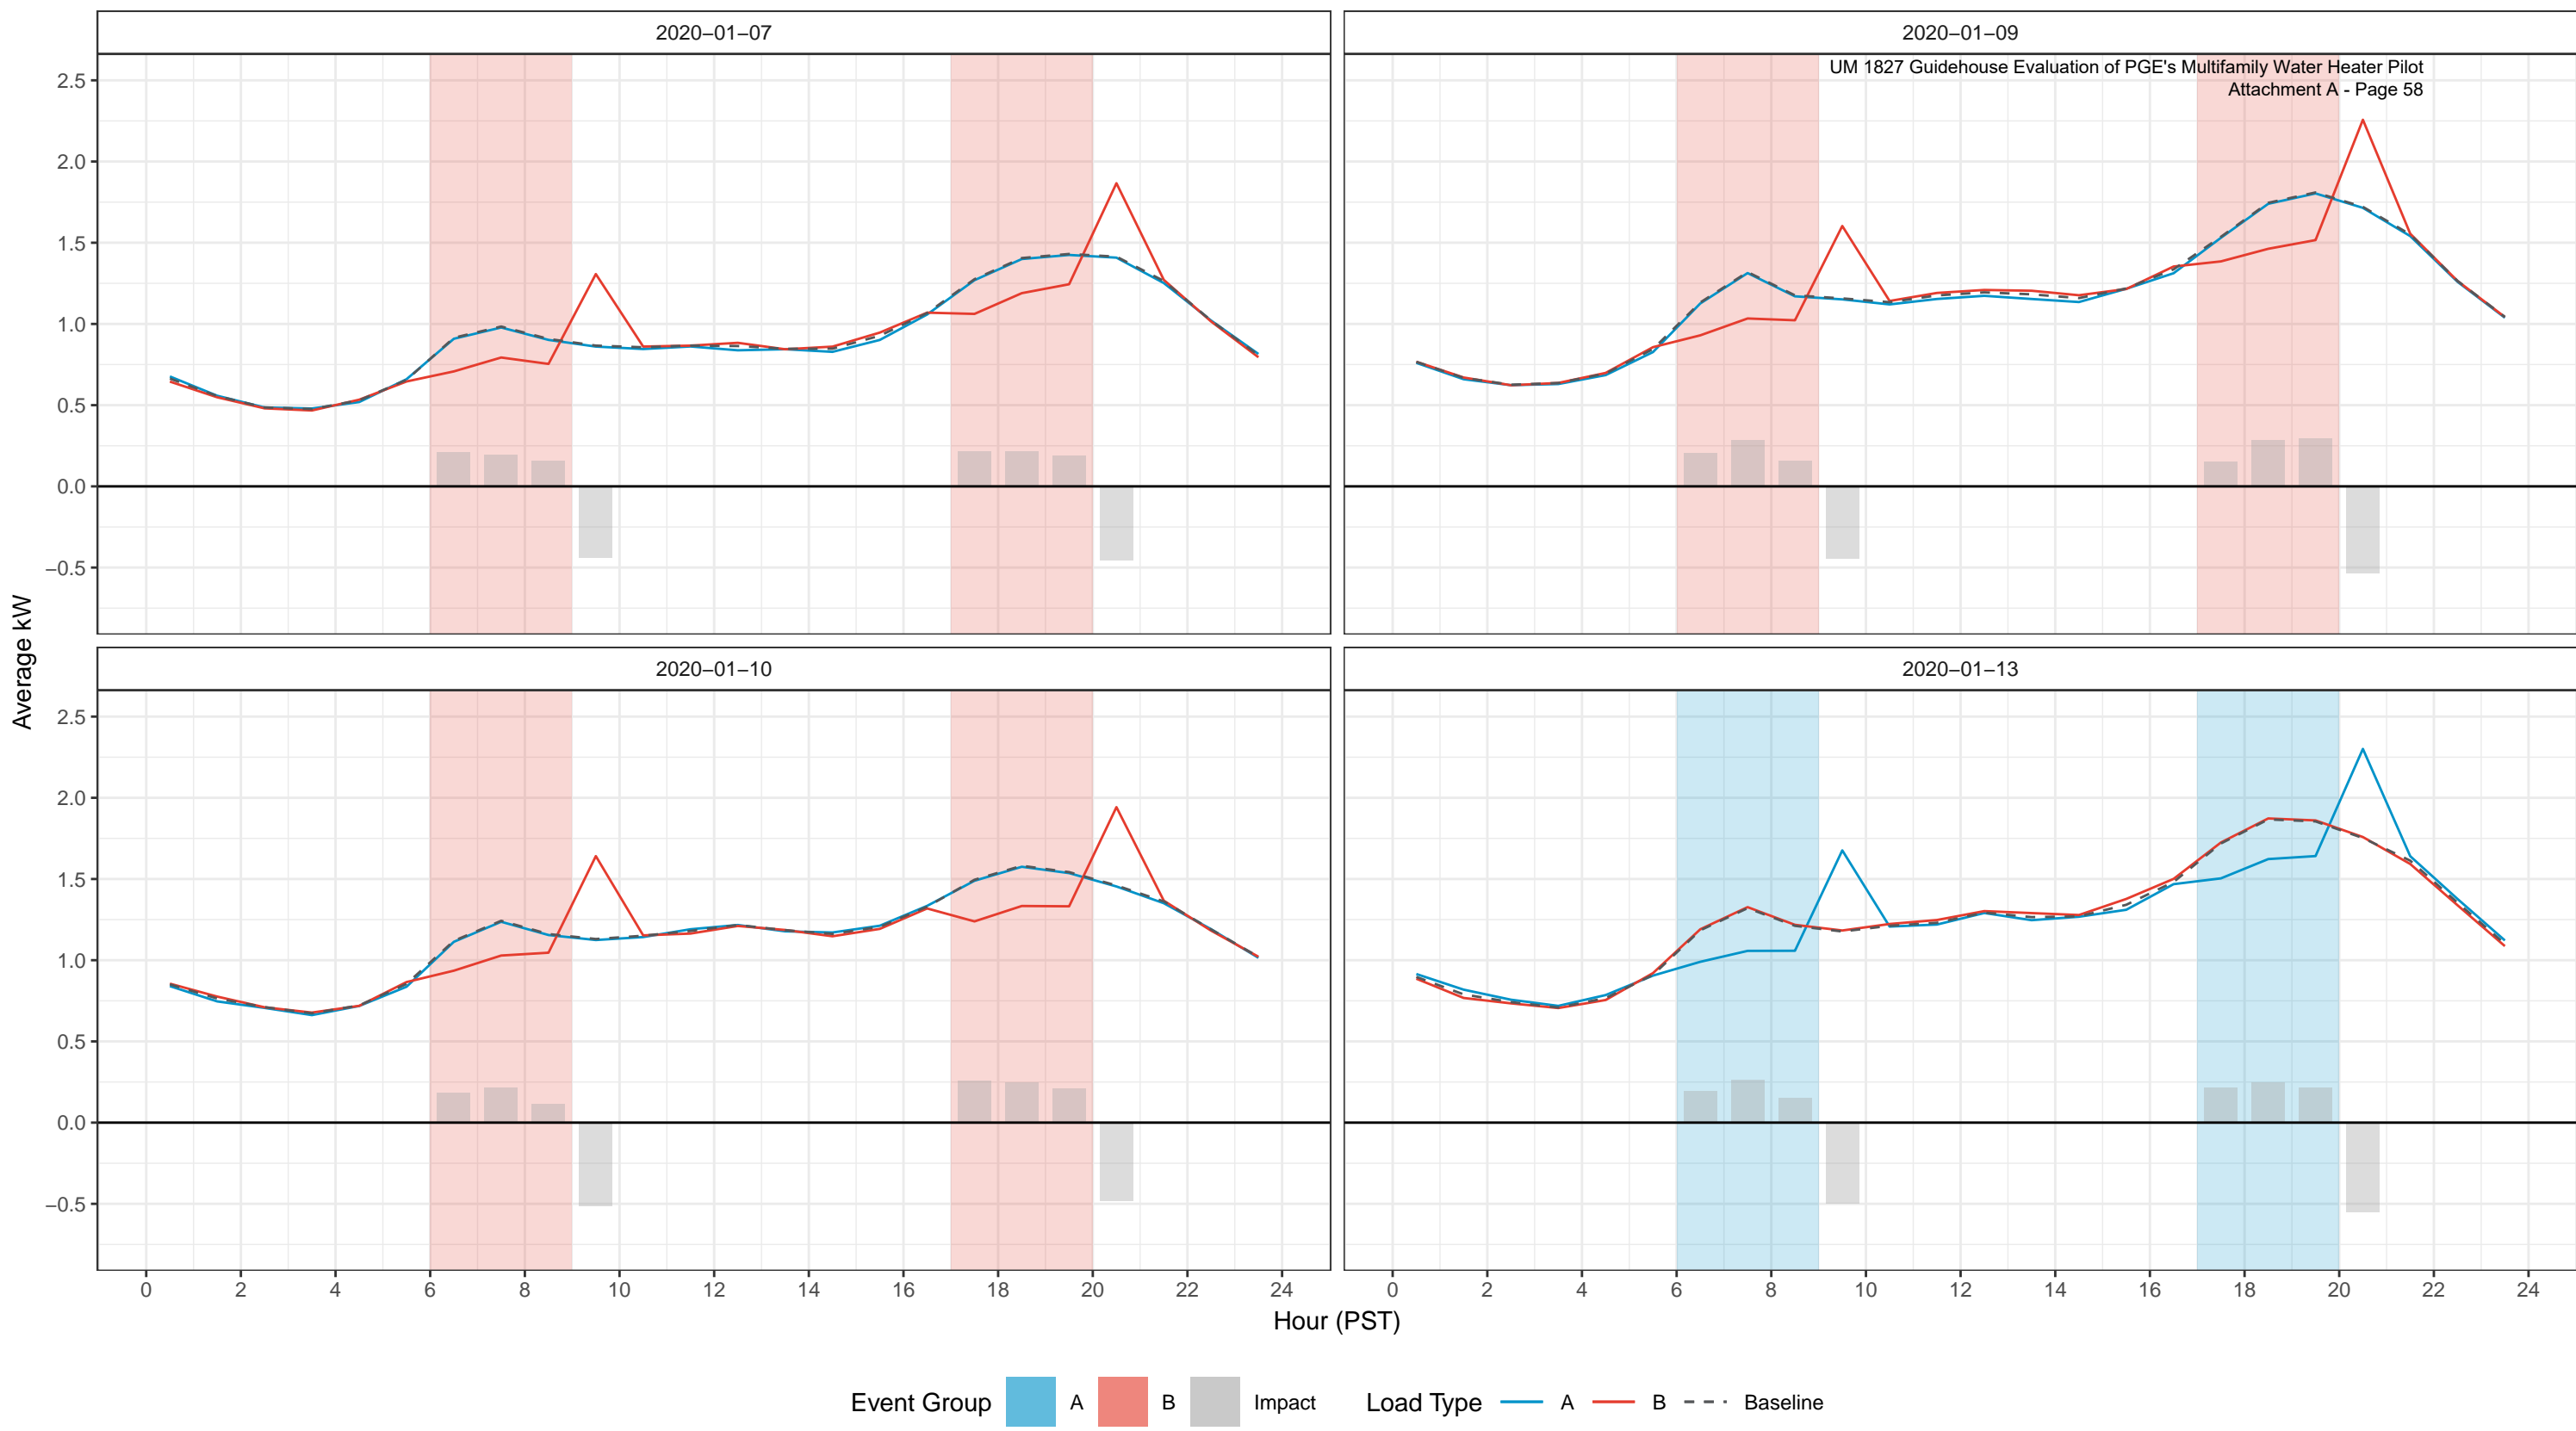 2020–01–07
2020–01–09
UM 1827 Guidehouse Evaluation of PGE's Multifamily Water Heater Pilot
Attachment A - Page 58
2.5
2.0
1.5
1.0
0.5
0.0
–0.5
2020–01–10
2020–01–13
2.5
2.0
1.5
1.0
0.5
0.0
–0.5
Average kW
0 2 4 6 8 10 12 14 16 18 20 22 24
0 2 4 6 8 10 12 14 16 18 20 22 24
Hour (PST)
Event Group A B Impact Load Type A B Baseline